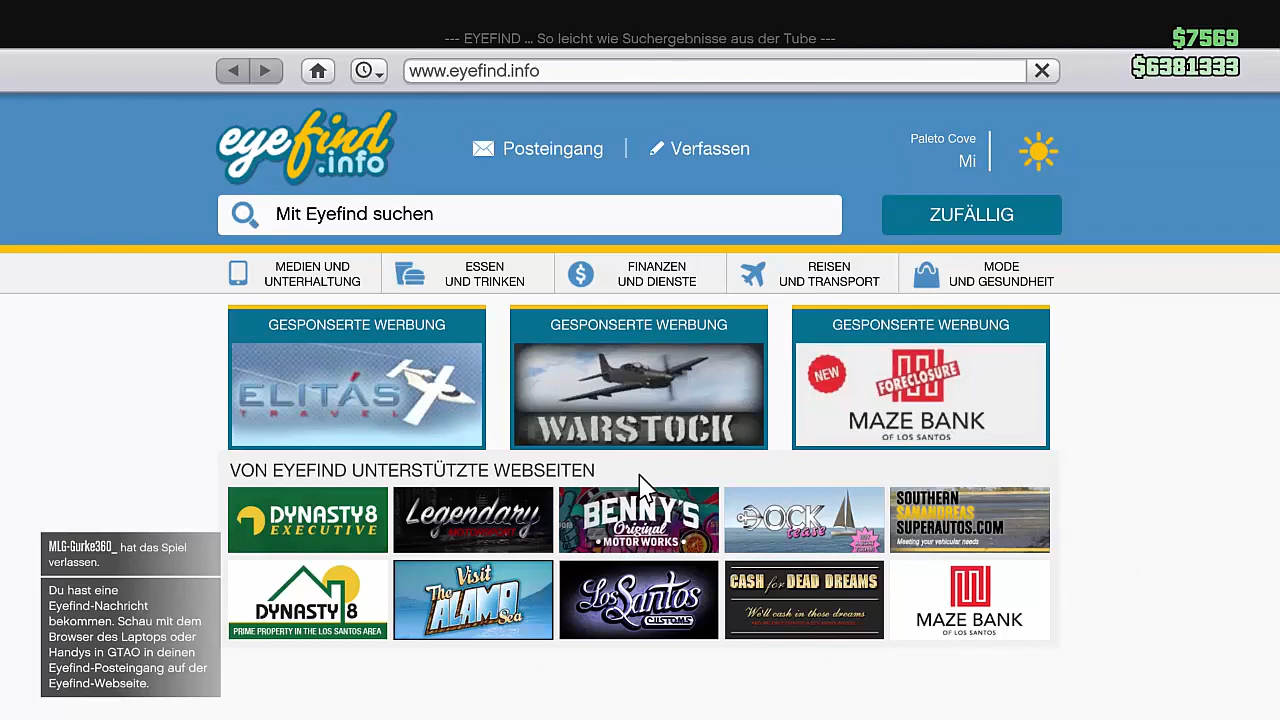 --- EYEFIND ... So leicht wie Suchergebnisse aus der Tube ---
$7569
$6381333
www.eyefind.info
eyefind
.info
Posteingang
Verfassen
Paleto Cove
Mi
Mit Eyefind suchen
ZUFÄLLIG
MEDIEN UND
UNTERHALTUNG
ESSEN
UND TRINKEN
FINANZEN
UND DIENSTE
REISEN
UND TRANSPORT
MODE
UND GESUNDHEIT
GESPONSERTE WERBUNG
ELITÁS
TRAVEL
GESPONSERTE WERBUNG
WARSTOCK
GESPONSERTE WERBUNG
NEW
FORECLOSURE
MAZE BANK
OF LOS SANTOS
VON EYEFIND UNTERSTÜTZTE WEBSEITEN
DYNASTY8
EXECUTIVE
Legendary
MOTORSPORT
BENNY'S
Original
MOTORWORKS
DOCK
tease
SOUTHERN
SANANDREAS
SUPERAUTOS.COM
Meeting your vehicular needs
DYNASTY 8
PRIME PROPERTY IN THE LOS SANTOS AREA
Visit
The
ALAMO
Sea
Los Santos
CUSTOMS
CASH for DEAD DREAMS
We'll cash in those dreams
MAZE BANK
OF LOS SANTOS
MLG-Gurke360_ hat das Spiel
verlassen.
Du hast eine
Eyefind-Nachricht
bekommen. Schau mit dem
Browser des Laptops oder
Handys in GTAO in deinen
Eyefind-Posteingang auf der
Eyefind-Webseite.